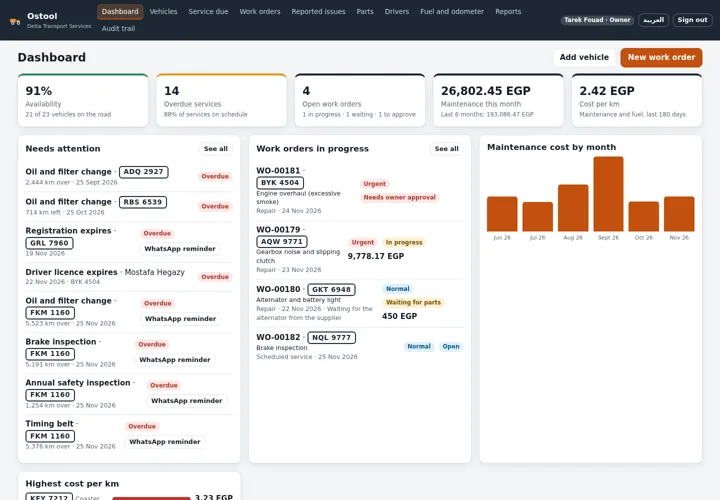 Ostool
Delta Transport Services
Dashboard Vehicles Service due Work orders Reported issues Parts Drivers Fuel and odometer Reports
Audit trail
Tarek Fouad · Owner
العربية
Sign out
Dashboard
Add vehicle
New work order
91%
Availability
21 of 23 vehicles on the road
14
Overdue services
88% of services on schedule
4
Open work orders
1 in progress · 1 waiting · 1 to approve
26,802.45 EGP
Maintenance this month
Last 6 months: 193,086.47 EGP
2.42 EGP
Cost per km
Maintenance and fuel, last 180 days
Needs attention
See all
Oil and filter change · ADQ 2927
2,444 km over · 25 Sept 2026
Overdue
Oil and filter change · RBS 6539
714 km left · 25 Oct 2026
Overdue
Registration expires ·
GRL 7960
19 Nov 2026
Overdue
WhatsApp reminder
Driver licence expires · Mostafa Hegazy
22 Nov 2026 · BYK 4504
Overdue
Oil and filter change ·
FKM 1160
5,523 km over · 25 Nov 2026
Overdue
WhatsApp reminder
Brake inspection ·
FKM 1160
5,191 km over · 25 Nov 2026
Overdue
WhatsApp reminder
Annual safety inspection ·
FKM 1160
1,254 km over · 25 Nov 2026
Overdue
WhatsApp reminder
Timing belt ·
FKM 1160
5,376 km over · 25 Nov 2026
Overdue
WhatsApp reminder
Work orders in progress
See all
WO-00181 ·
BYK 4504
Engine overhaul (excessive
smoke)
Repair · 24 Nov 2026
Urgent
Needs owner approval
WO-00179 ·
AQW 9771
Gearbox noise and slipping
clutch
Repair · 23 Nov 2026
Urgent In progress
9,778.17 EGP
WO-00180 · GKT 6948
Alternator and battery light
Repair · 22 Nov 2026 · Waiting for the
alternator from the supplier
Normal
Waiting for parts
450 EGP
WO-00182 · NQL 9777
Brake inspection
Scheduled service · 25 Nov 2026
Normal Open
Maintenance cost by month
Jun 26 Jul 26 Aug 26 Sept 26 Oct 26 Nov 26
Highest cost per km
KFY 7212 Coaster
3.23 EGP